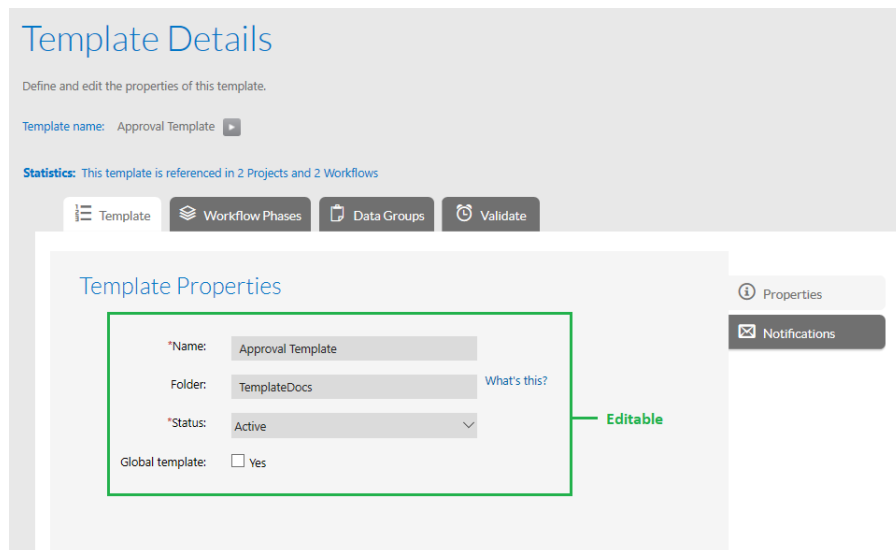 Template Details
Define and edit the properties of this template.
Template name: Approval Template
Statistics: This template is referenced in 2 Projects and 2 Workflows
Template Workflow Phases Data Groups Validate
Template Properties
Properties
Notifications
*Name: Approval Template
Folder: TemplateDocs What's this?
*Status: Active
Editable
Global template: Yes